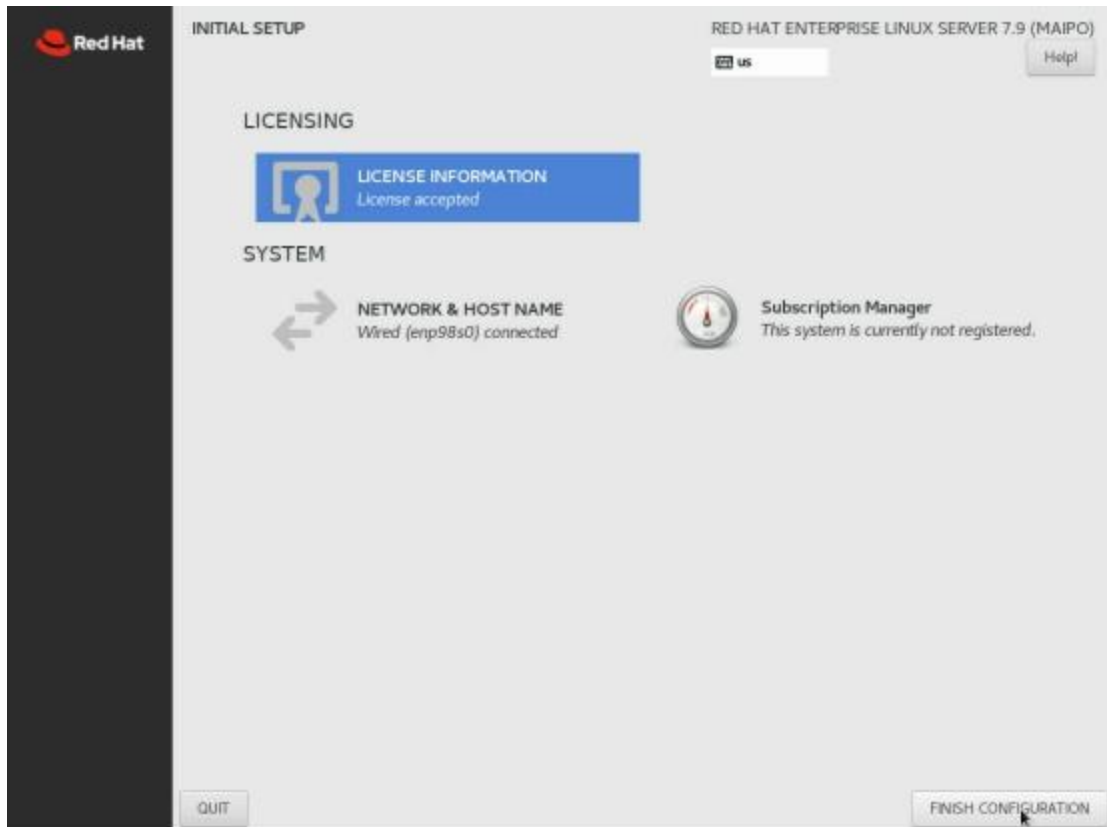 Red Hat
INITIAL SETUP
RED HAT ENTERPRISE LINUX SERVER 7.9 (MAIPO)
us
Help!
LICENSING
LICENSE INFORMATION
License accepted
SYSTEM
NETWORK & HOST NAME
Wired (enp98s0) connected
Subscription Manager
This system is currently not registered.
QUIT
FINISH CONFIGURATION